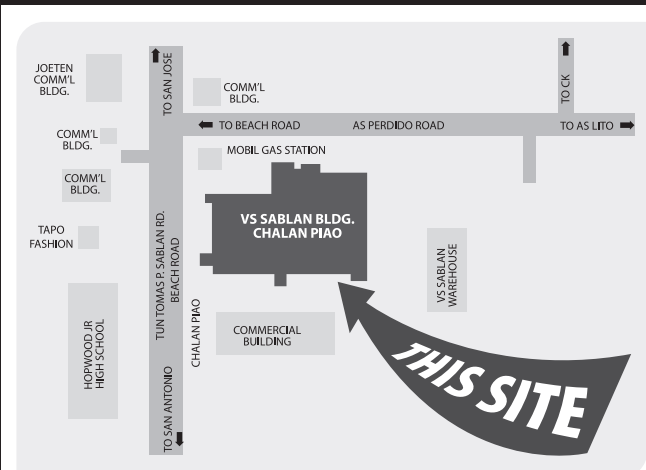 JOETEN
COMM'L
BLDG.
TO SAN JOSE
COMM'L
BLDG.
TO CK
TO BEACH ROAD
AS PERDIDO ROAD
TO AS LITO
COMM'L
BLDG.
MOBIL GAS STATION
COMM'L
BLDG.
VS SABLAN BLDG.
CHALAN PIAO
TAPO
FASHION
TUN TOMAS P. SABLAN RD.
BEACH ROAD
VS SABLAN
WAREHOUSE
HOPWOOD JR
HIGH SCHOOL
CHALAN PIAO
COMMERCIAL
BUILDING
THIS SITE
TO SAN ANTONIO